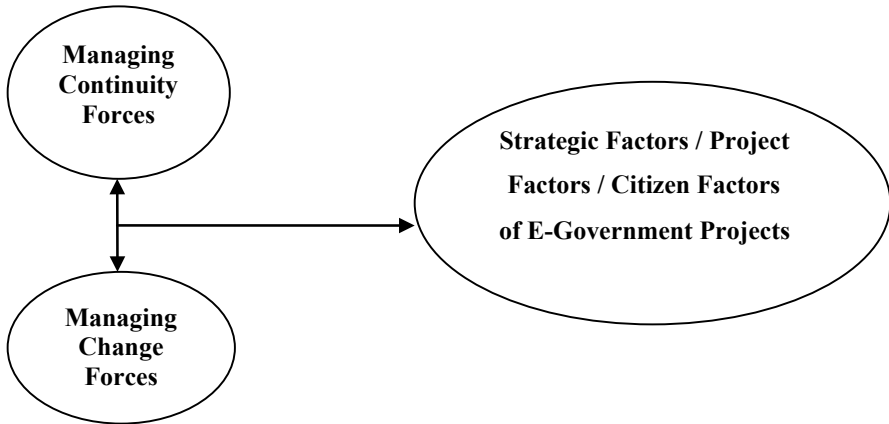 Managing
Continuity
Forces
Strategic Factors / Project
Factors / Citizen Factors
of E-Government Projects
Managing
Change
Forces